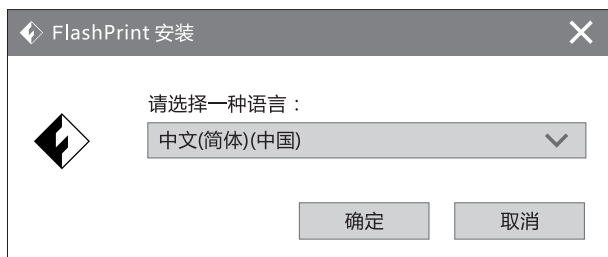 FlashPrint 安装
请选择一种语言：
中文(简体)(中国)
确定
取消